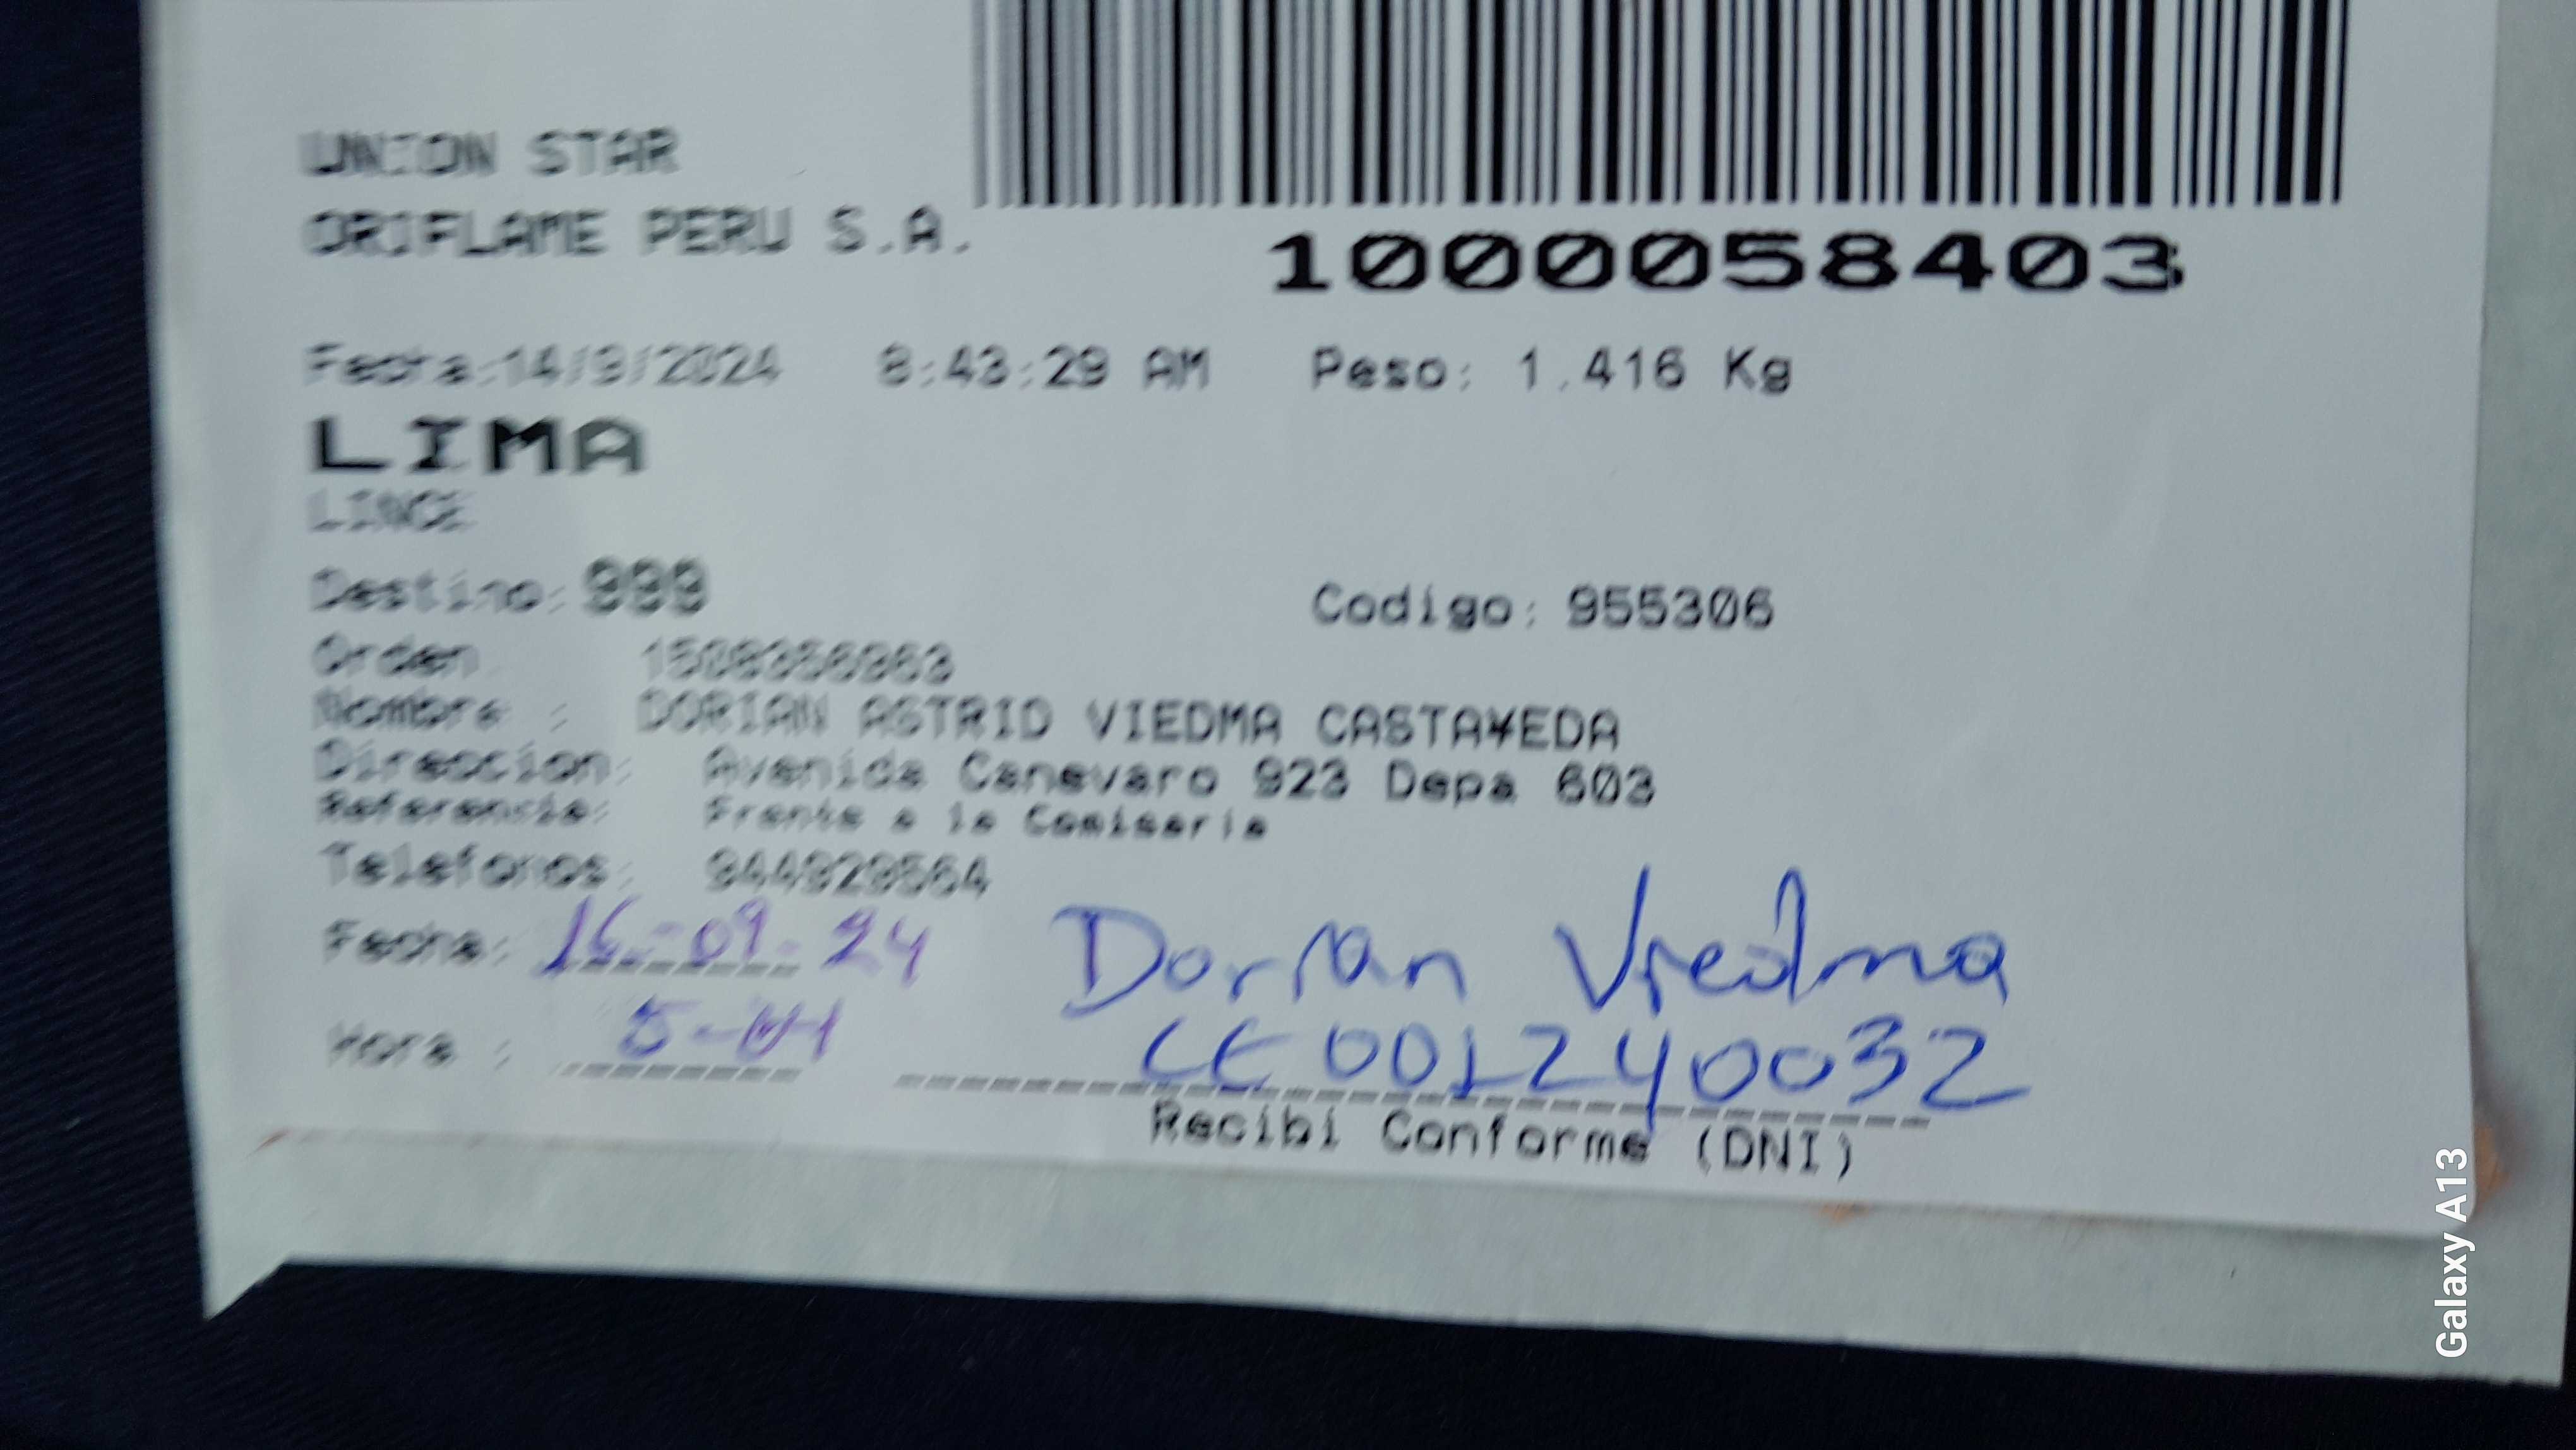 UNION STAR
ORIFLAME PERU S.A.
1000058403
Fecha:14/9/2024 8:43:29 AM Peso: 1.416 Kg
LIMA
LINCE
Destino: 999 Codigo: 955306
Orden
Nombre : DORIAN ASTRID VIEDMA CASTA¥EDA
Direccion: Avenida Canevaro 923 Depa 603
Referencia: Frente a la Comisaria
Telefonos: 944929564
Fecha: 16-09-24 Dorian Viedma
Hora : CE 001240032
Recibi Conforme (DNI)
Galaxy A13